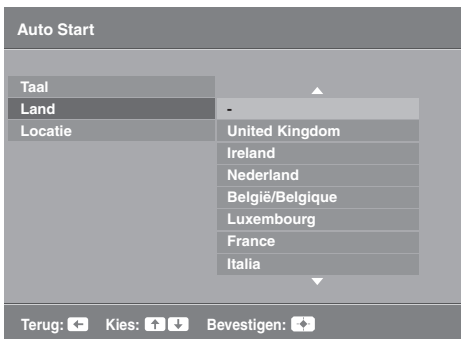 Auto Start
Taal
Land
Locatie
-
United Kingdom
Ireland
Nederland
België/Belgique
Luxembourg
France
Italia
Terug: Kies: Bevestigen: